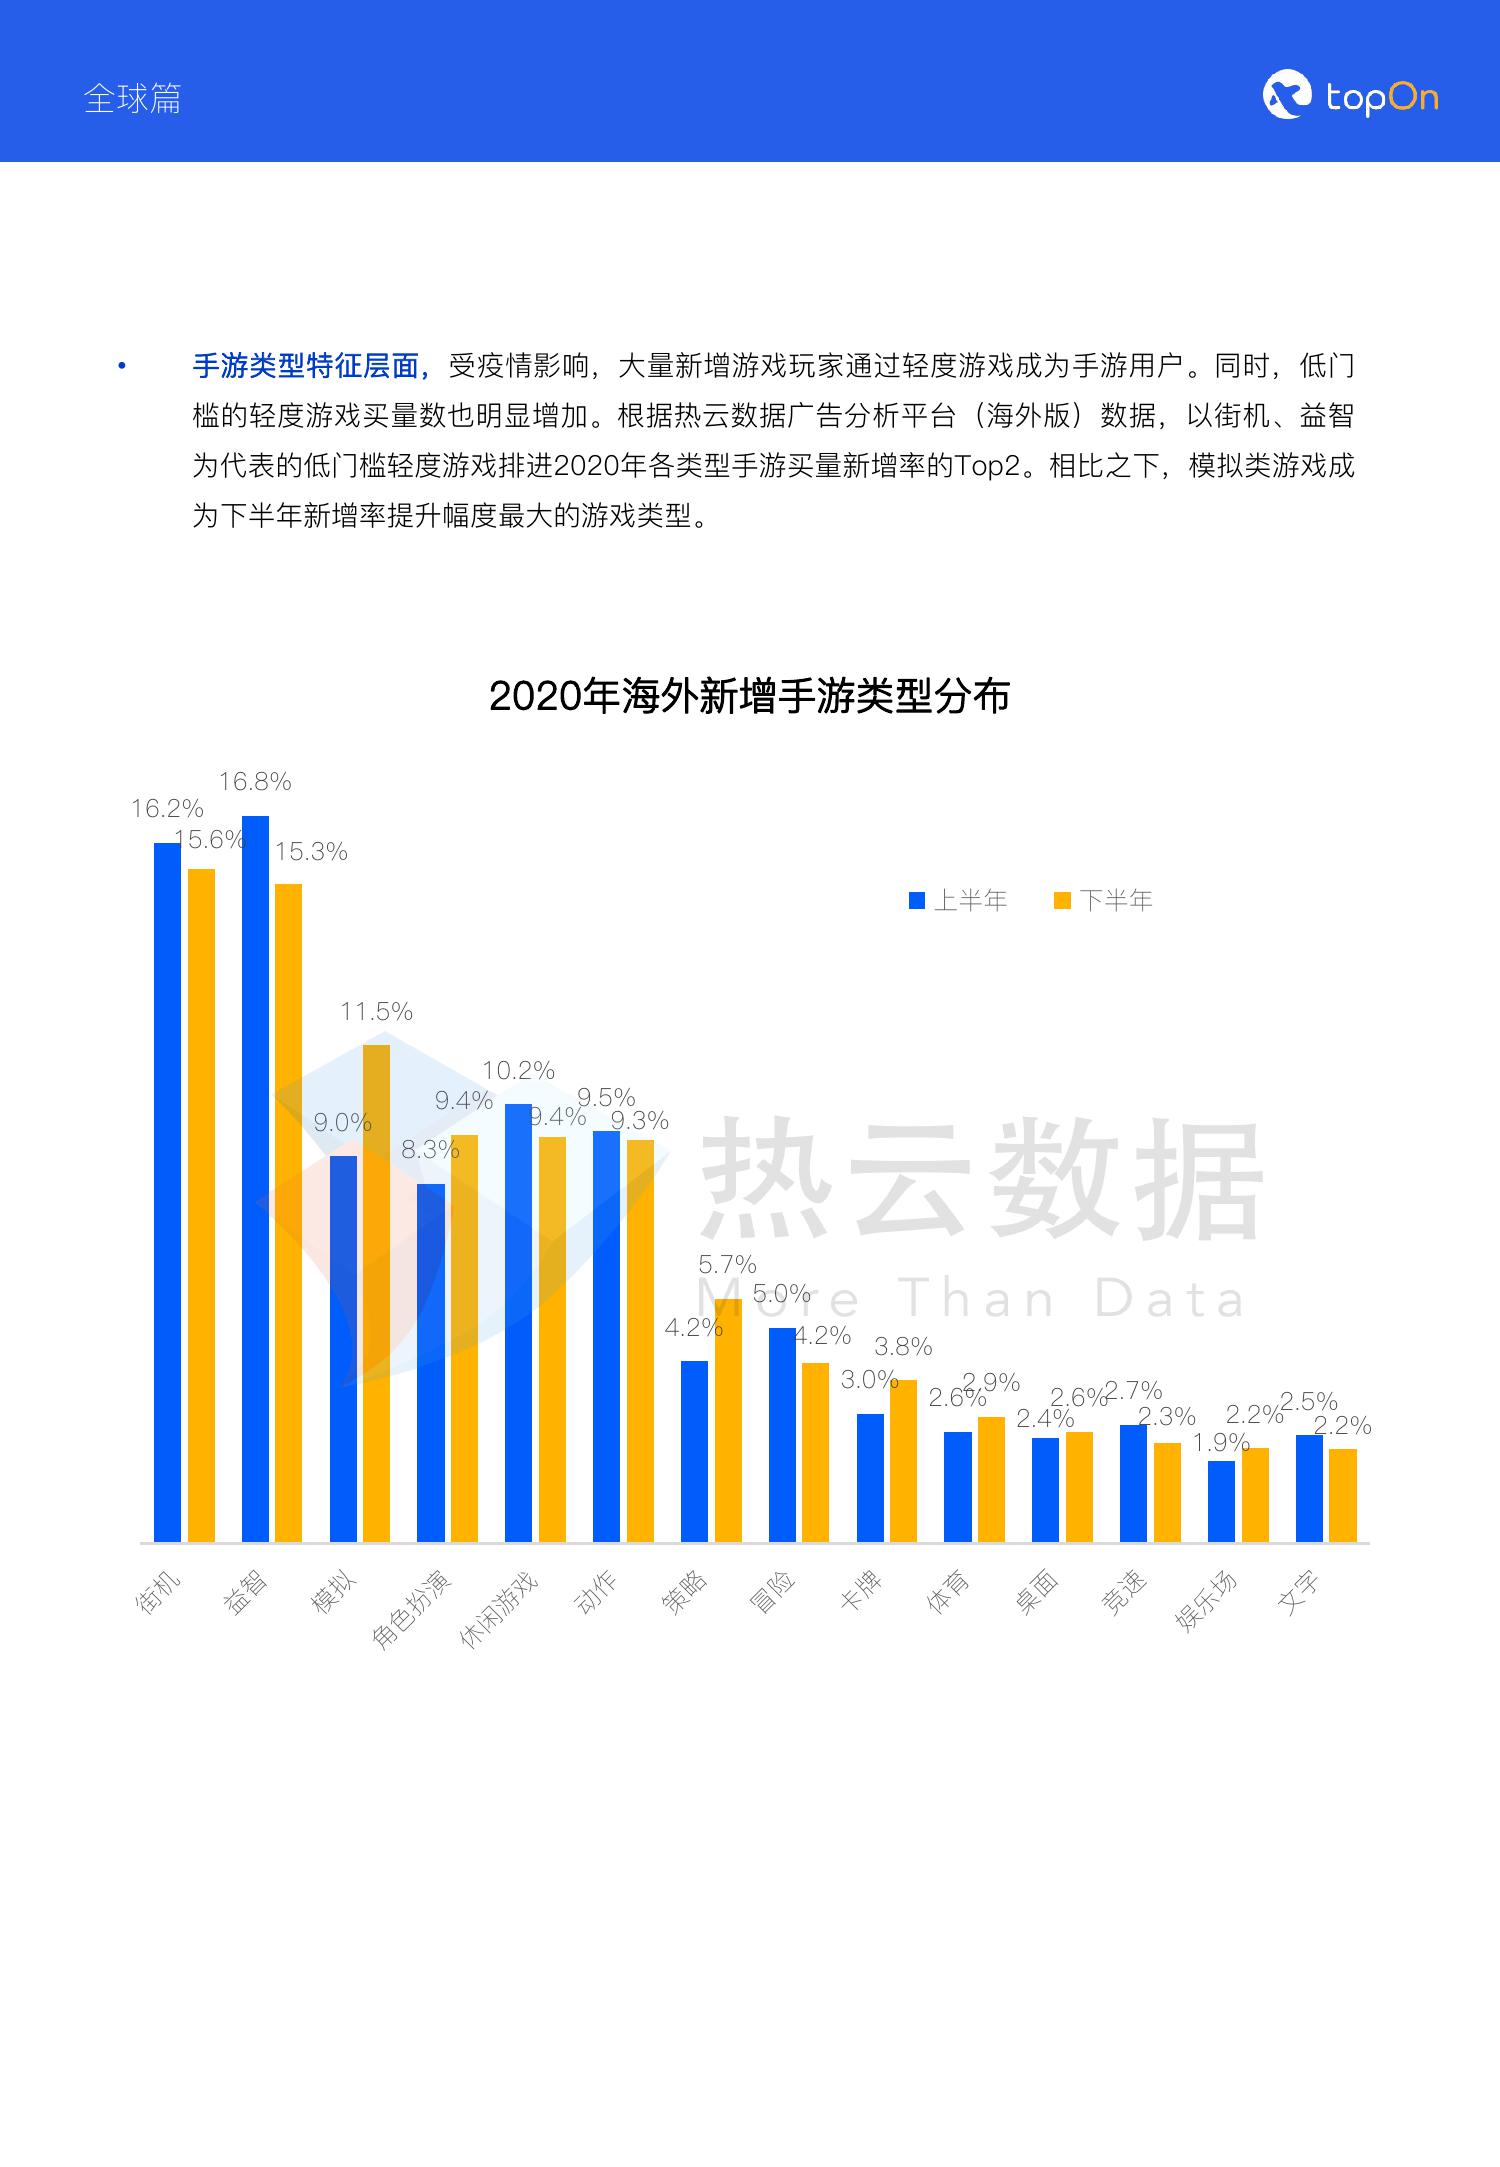 全球篇
topOn
• 手游类型特征层面，受疫情影响，大量新增游戏玩家通过轻度游戏成为手游用户。同时，低门
槛的轻度游戏买量数也明显增加。根据热云数据广告分析平台（海外版）数据，以街机、益智
为代表的低门槛轻度游戏排进2020年各类型手游买量新增率的Top2。相比之下，模拟类游戏成
为下半年新增率提升幅度最大的游戏类型。
2020年海外新增手游类型分布
上半年 下半年
16.2% 15.6%
16.8% 15.3%
9.0% 11.5%
8.3% 9.4%
10.2% 9.4%
9.5% 9.3%
4.2% 5.7%
5.0% 4.2%
3.0% 3.8%
2.6% 2.9%
2.4% 2.6%
2.7% 2.3%
1.9% 2.2%
2.5% 2.2%
热云数据
More Than Data
街机 益智 模拟 角色扮演 休闲游戏 动作 策略 冒险 卡牌 体育 桌面 竞速 娱乐场 文字